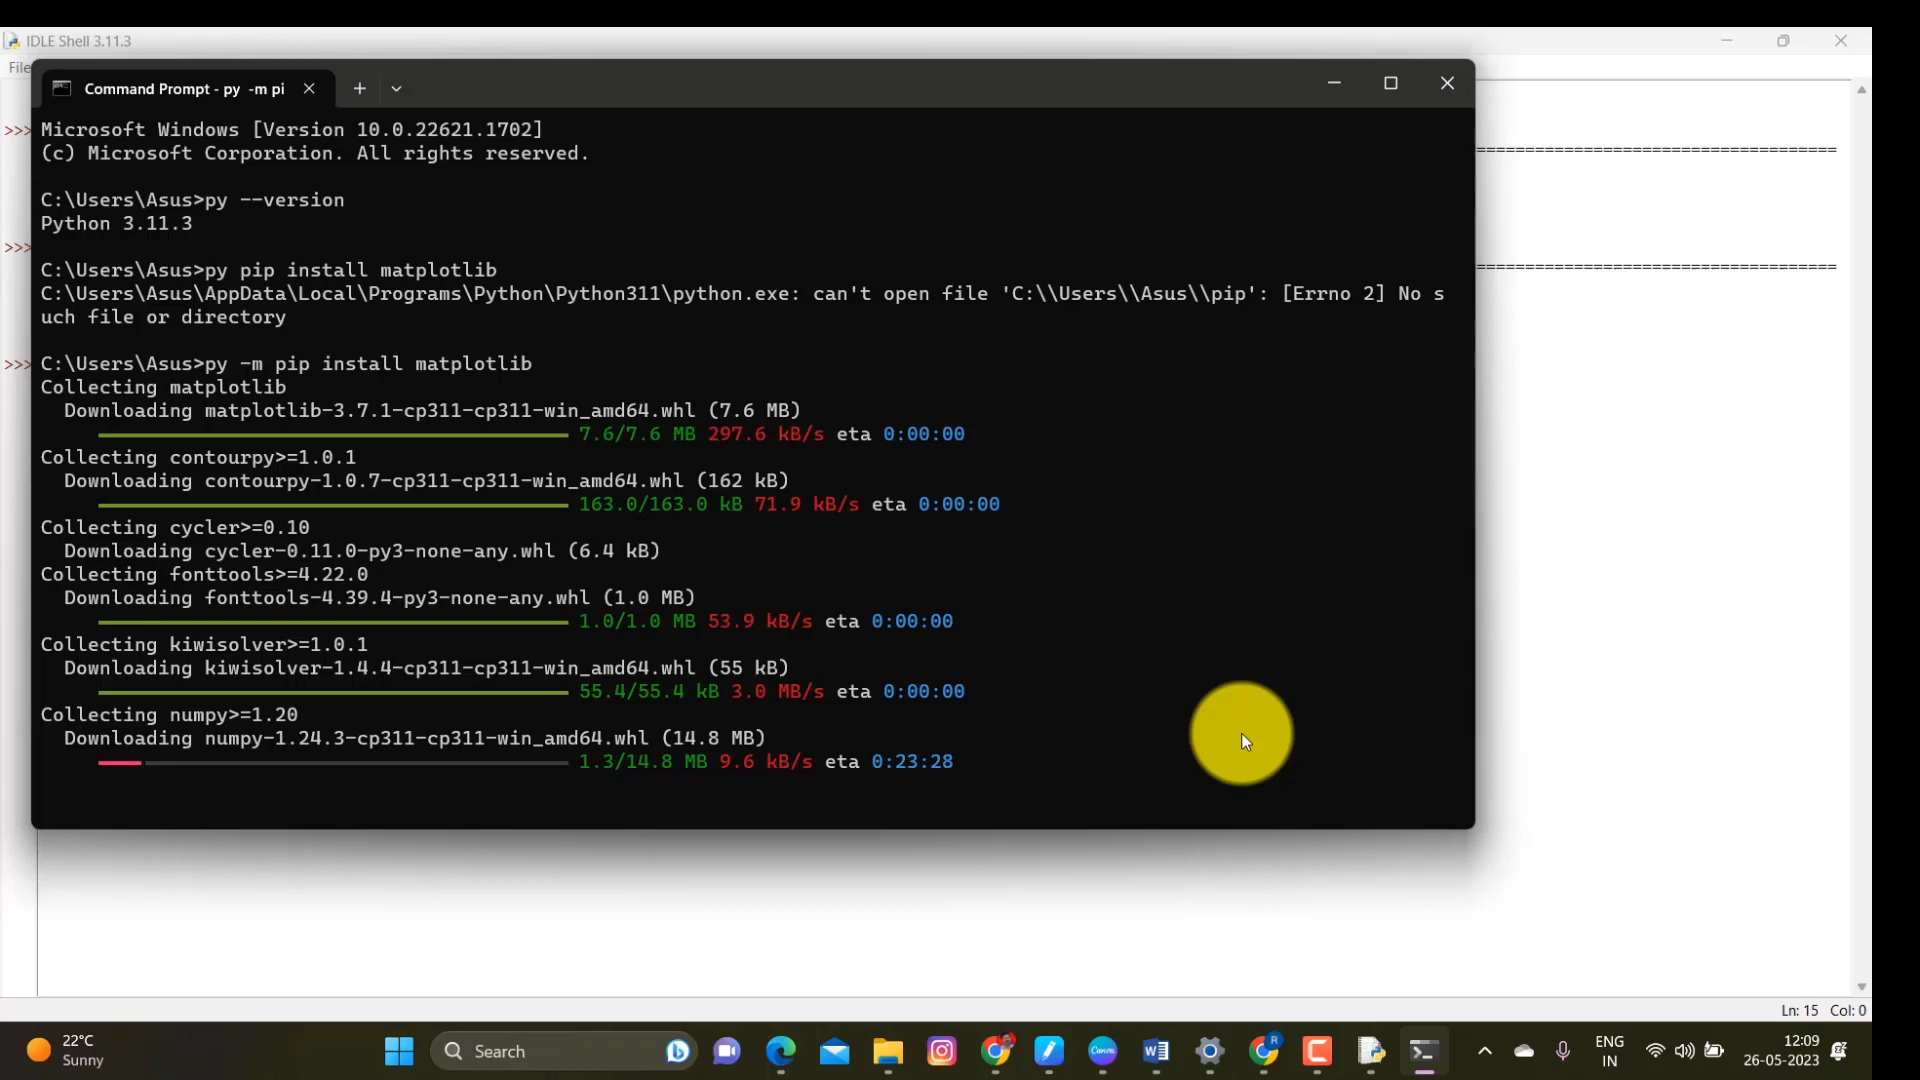 IDLE Shell 3.11.3
File
Command Prompt - py -m pi
>>>
>>>
>>>
Microsoft Windows [Version 10.0.22621.1702]
(c) Microsoft Corporation. All rights reserved.
C:\Users\Asus>py --version
Python 3.11.3
C:\Users\Asus>py pip install matplotlib
C:\Users\Asus\AppData\Local\Programs\Python\Python311\python.exe: can't open file 'C:\\Users\\Asus\\pip': [Errno 2] No s
uch file or directory
C:\Users\Asus>py -m pip install matplotlib
Collecting matplotlib
Downloading matplotlib-3.7.1-cp311-cp311-win_amd64.whl (7.6 MB)
7.6/7.6 MB 297.6 kB/s eta 0:00:00
Collecting contourpy>=1.0.1
Downloading contourpy-1.0.7-cp311-cp311-win_amd64.whl (162 kB)
163.0/163.0 kB 71.9 kB/s eta 0:00:00
Collecting cycler>=0.10
Downloading cycler-0.11.0-py3-none-any.whl (6.4 kB)
Collecting fonttools>=4.22.0
Downloading fonttools-4.39.4-py3-none-any.whl (1.0 MB)
1.0/1.0 MB 53.9 kB/s eta 0:00:00
Collecting kiwisolver>=1.0.1
Downloading kiwisolver-1.4.4-cp311-cp311-win_amd64.whl (55 kB)
55.4/55.4 kB 3.0 MB/s eta 0:00:00
Collecting numpy>=1.20
Downloading numpy-1.24.3-cp311-cp311-win_amd64.whl (14.8 MB)
1.3/14.8 MB 9.6 kB/s eta 0:23:28
Ln: 15 Col: 0
22°C
Sunny
Search
Canva
R
ENG
IN
12:09
26-05-2023